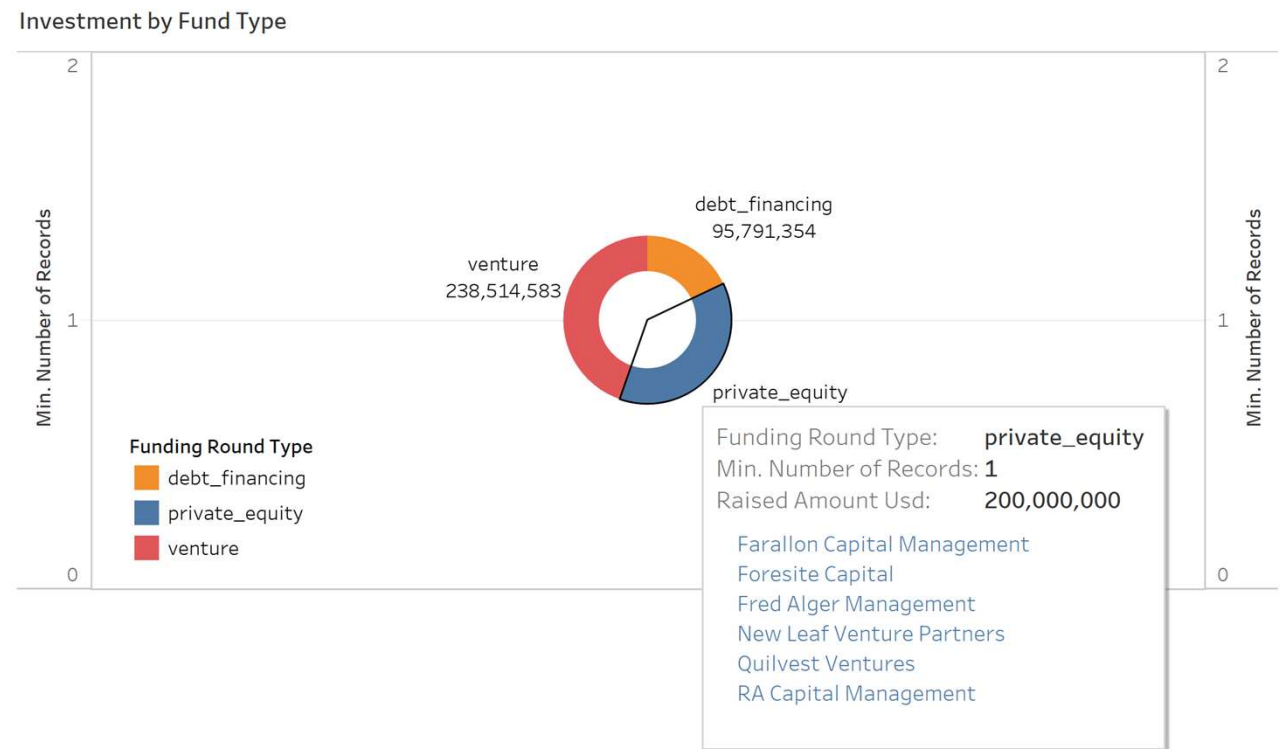 Investment by Fund Type
2
2
debt_financing
95,791,354
venture
238,514,583
Min. Number of Records
1
1
Min. Number of Records
private_equity
Funding Round Type
debt_financing
private_equity
venture
0
0
Funding Round Type: private_equity
Min. Number of Records: 1
Raised Amount Usd: 200,000,000
Farallon Capital Management
Foresite Capital
Fred Alger Management
New Leaf Venture Partners
Quilvest Ventures
RA Capital Management